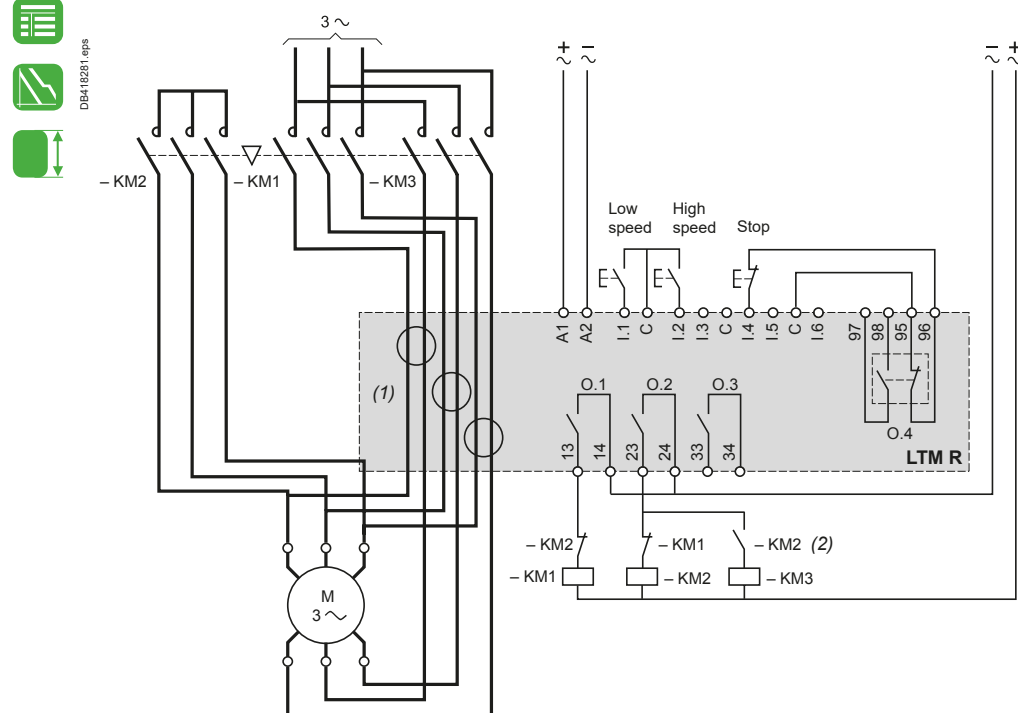 DB418281.eps
3 ~
+ −
~ ~
− +
~ ~
– KM2
– KM1
– KM3
Low speed
High speed
Stop
A1
A2
I.1
C
I.2
I.3
C
I.4
I.5
C
I.6
97
98
95
96
(1)
O.1
O.2
O.3
O.4
13
14
23
24
33
34
LTM R
– KM2
– KM1
– KM2 (2)
– KM1
– KM2
– KM3
M
3 ~